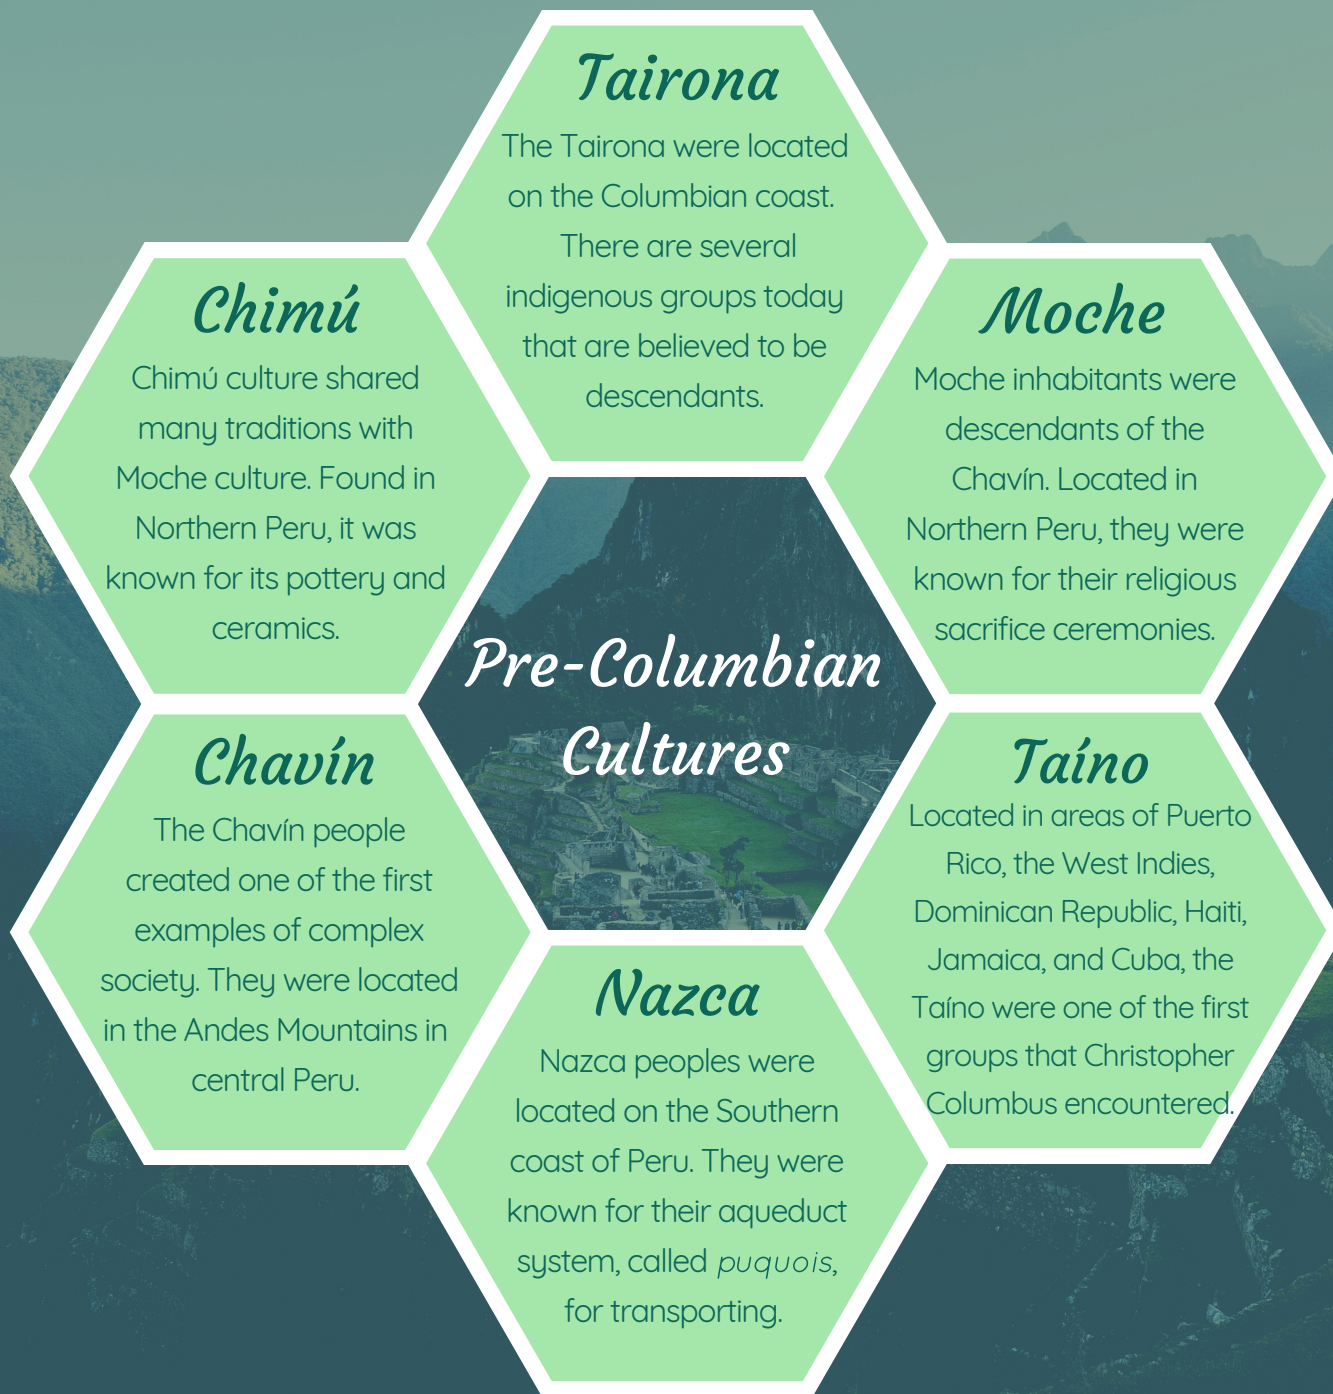 Tairona
The Tairona were located
on the Columbian coast.
There are several
indigenous groups today
that are believed to be
descendants.
Chimú
Chimú culture shared
many traditions with
Moche culture. Found in
Northern Peru, it was
known for its pottery and
ceramics.
Moche
Moche inhabitants were
descendants of the
Chavín. Located in
Northern Peru, they were
known for their religious
sacrifice ceremonies.
Pre-Columbian
Cultures
Chavín
The Chavín people
created one of the first
examples of complex
society. They were located
in the Andes Mountains in
central Peru.
Taíno
Located in areas of Puerto
Rico, the West Indies,
Dominican Republic, Haiti,
Jamaica, and Cuba, the
Taíno were one of the first
groups that Christopher
Columbus encountered.
Nazca
Nazca peoples were
located on the Southern
coast of Peru. They were
known for their aqueduct
system, called puquois,
for transporting.